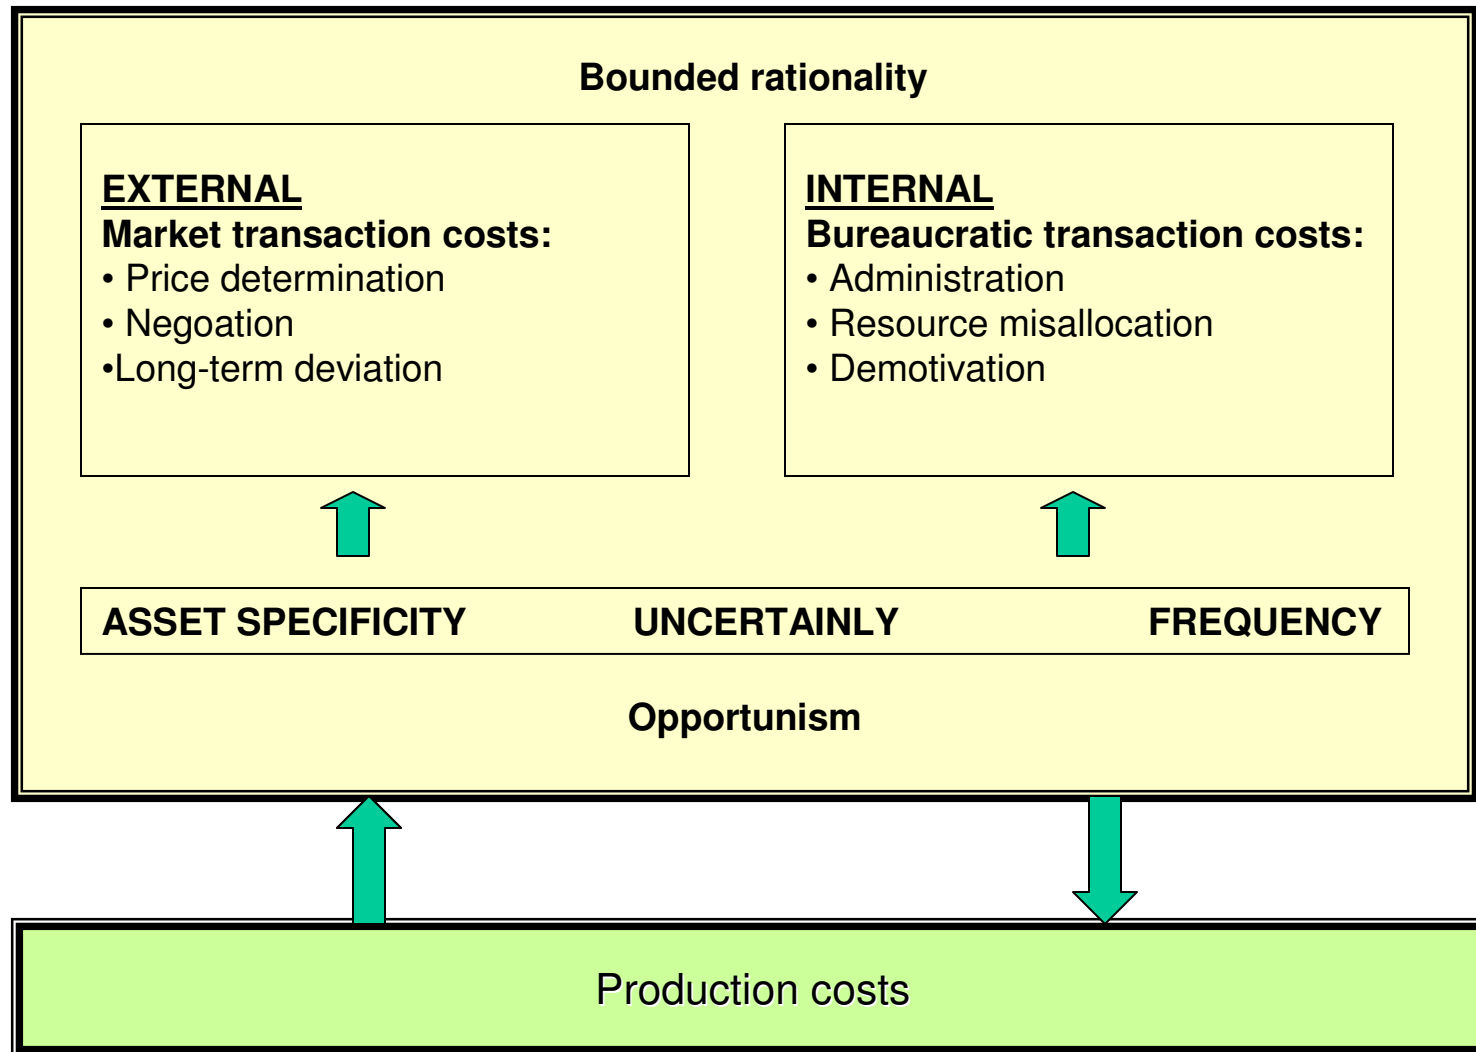 Bounded rationality
EXTERNAL
Market transaction costs:
• Price determination
• Negoation
•Long-term deviation
INTERNAL
Bureaucratic transaction costs:
• Administration
• Resource misallocation
• Demotivation
ASSET SPECIFICITY UNCERTAINLY FREQUENCY
Opportunism
Production costs